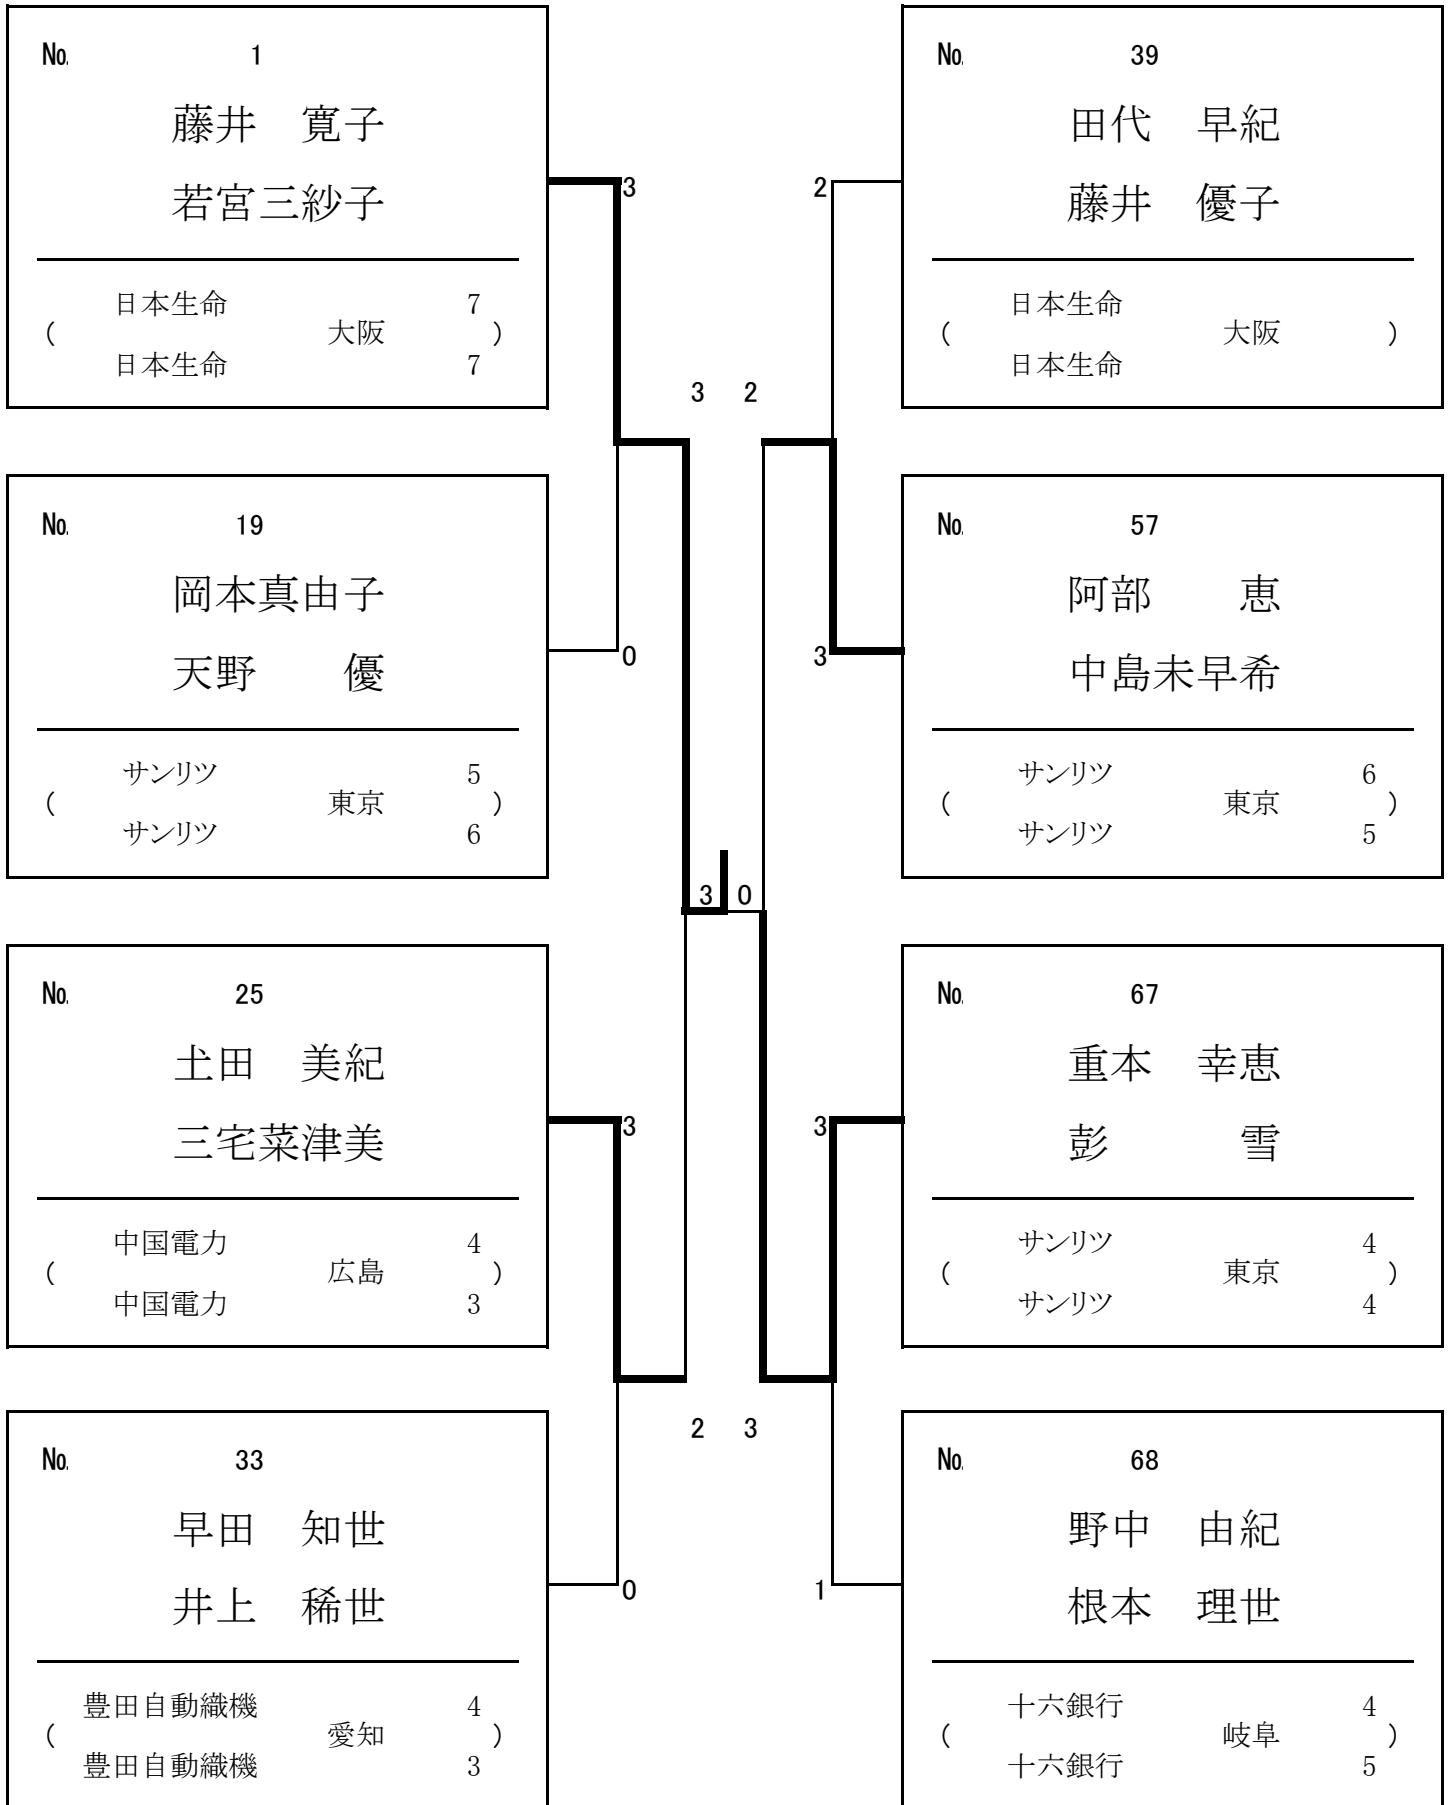 № 1
藤井　寛子
若宮三紗子
日本生命 7
( 大阪 )
日本生命 7
№ 19
岡本真由子
天野　　優
サンリツ 5
( 東京 )
サンリツ 6
№ 25
土田　美紀
三宅菜津美
中国電力 4
( 広島 )
中国電力 3
№ 33
早田　知世
井上　稀世
豊田自動織機 4
( 愛知 )
豊田自動織機 3
3
0
3
0
3 2
3 0
2 3
2
3
3
1
№ 39
田代　早紀
藤井　優子
日本生命
( 大阪 )
日本生命
№ 57
阿部　　恵
中島未早希
サンリツ 6
( 東京 )
サンリツ 5
№ 67
重本　幸恵
彭　　　雪
サンリツ 4
( 東京 )
サンリツ 4
№ 68
野中　由紀
根本　理世
十六銀行 4
( 岐阜 )
十六銀行 5